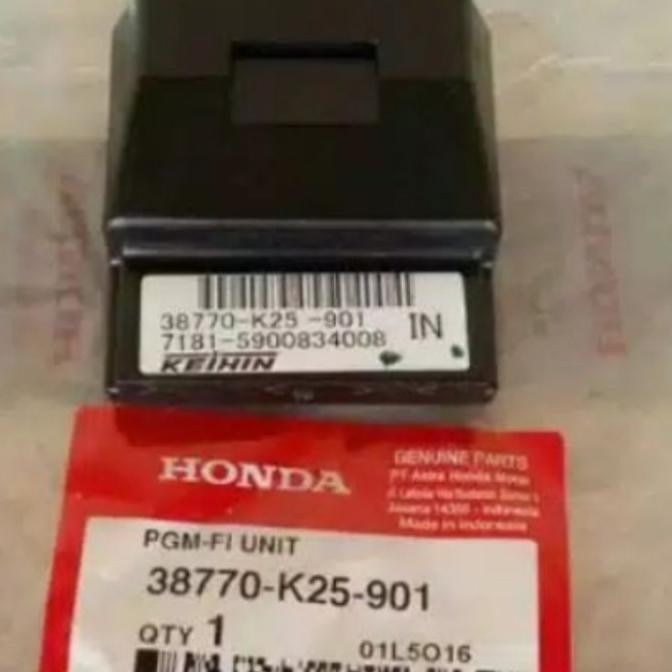 38770-K25 -901 IN
7181-5900834008
KEIHIN
HONDA
GENUINE PARTS
PT Astra Honda Motor
Made in Indonesia
PGM-FI UNIT
38770-K25-901
QTY 1
01L5016